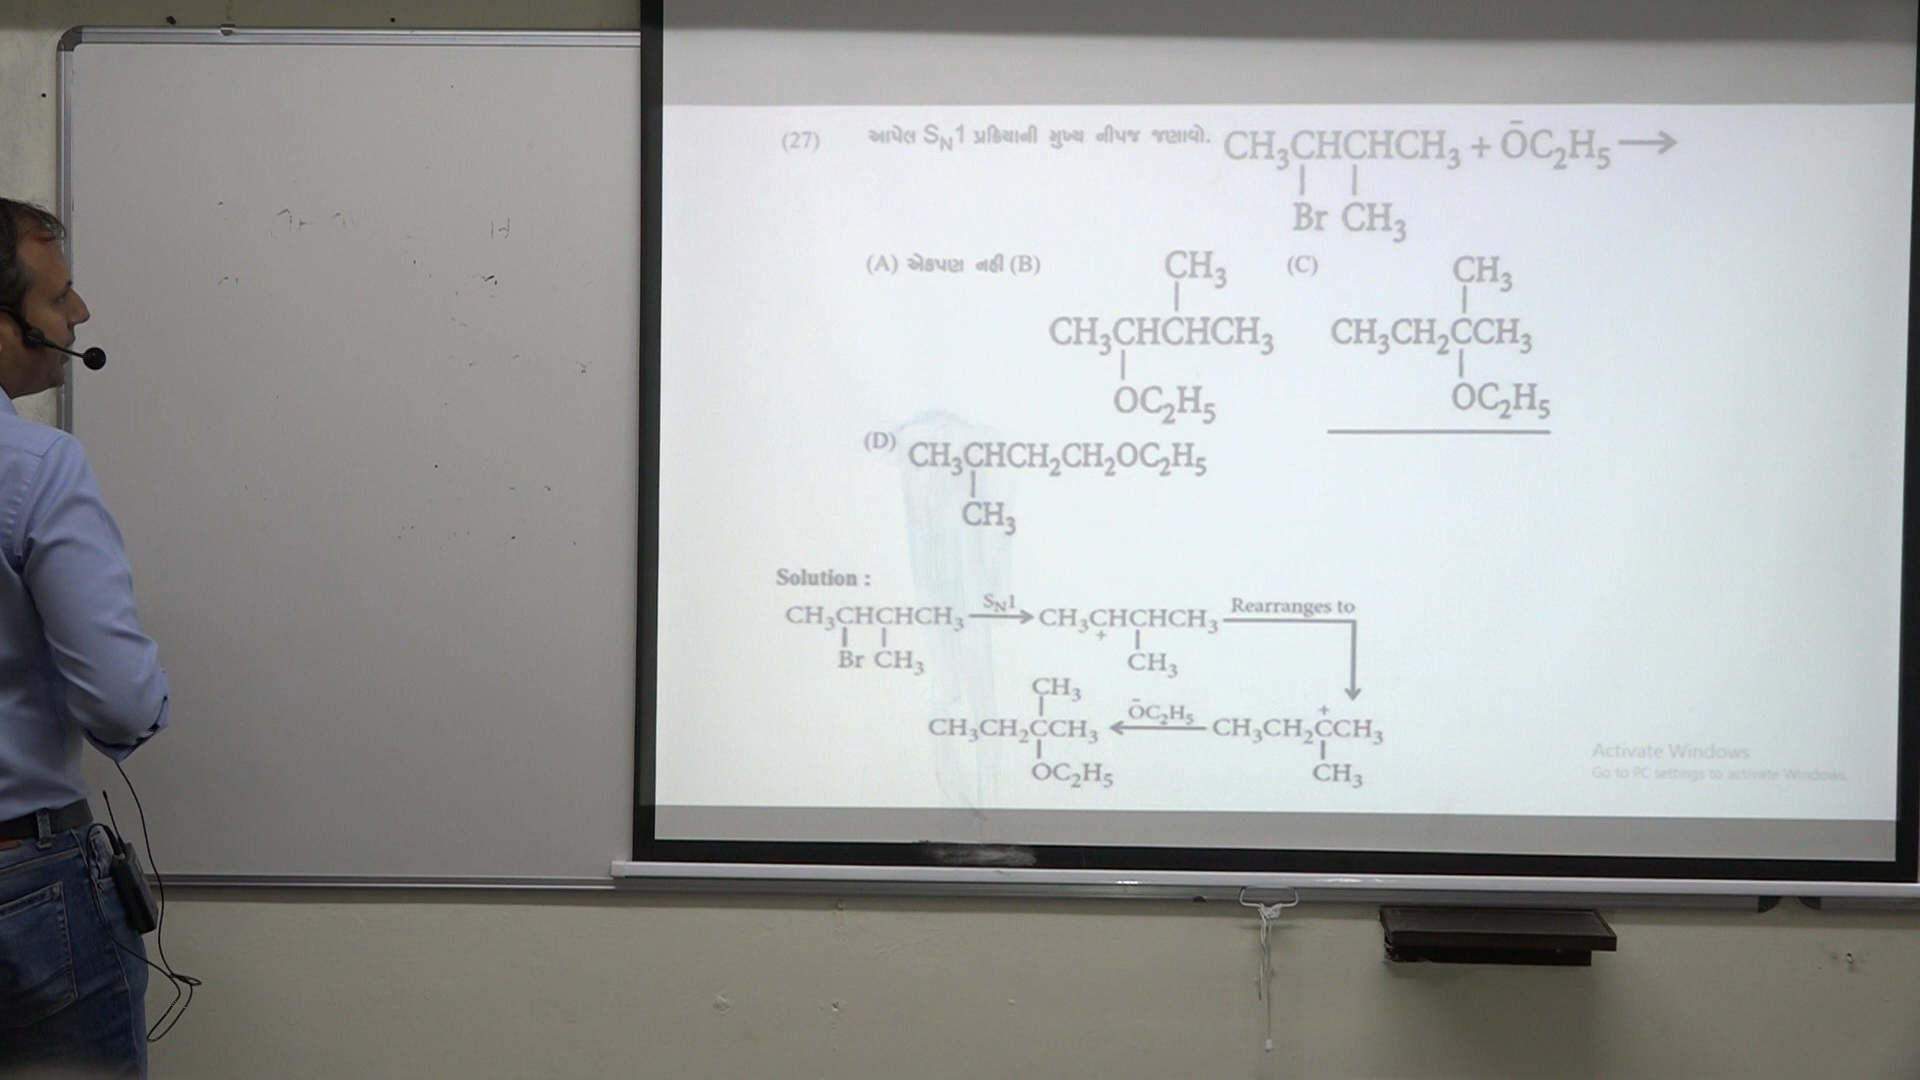 (27) આપેલ SN1 પ્રક્રિયાની મુખ્ય નીપજ જણાવો. CH₃CHCHCH₃ + ŌC₂H₅ →
Br CH₃
(A) એકપણ નહી (B) CH₃ (C) CH₃
CH₃CHCHCH₃ CH₃CH₂CCH₃
OC₂H₅ OC₂H₅
(D) CH₃CHCH₂CH₂OC₂H₅
CH₃
Solution :
CH₃CHCHCH₃ SN1 → CH₃CHCHCH₃ Rearranges to
+
Br CH₃ CH₃
CH₃
CH₃CH₂CCH₃ ← ŌC₂H₅ CH₃CH₂C⁺CH₃
OC₂H₅ CH₃
Activate Windows
Go to PC settings to activate Windows.